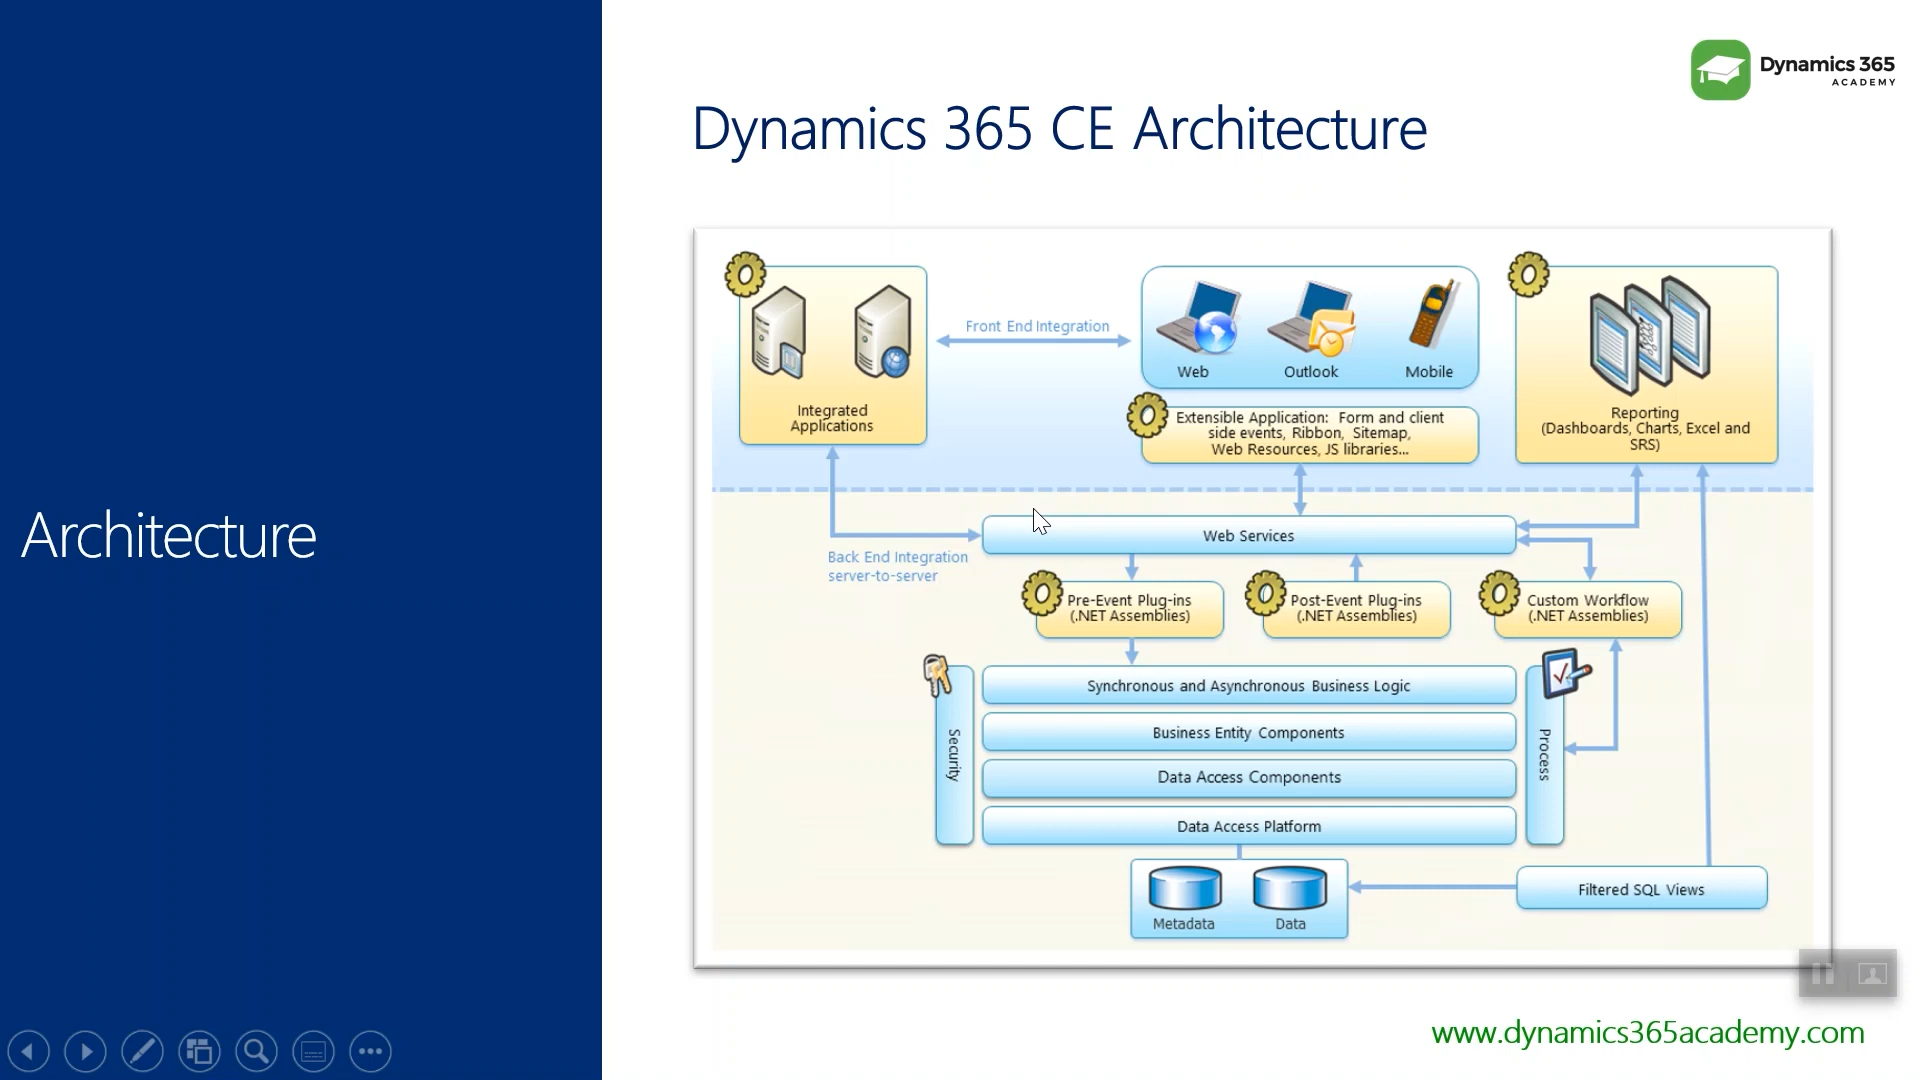 Dynamics 365
ACADEMY
Dynamics 365 CE Architecture
Architecture
Integrated
Applications
Front End Integration
Web
Outlook
Mobile
Extensible Application: Form and client
side events, Ribbon, Sitemap,
Web Resources, JS libraries...
Reporting
(Dashboards, Charts, Excel and
SRS)
Web Services
Back End Integration
server-to-server
Pre-Event Plug-ins
(.NET Assemblies)
Post-Event Plug-ins
(.NET Assemblies)
Custom Workflow
(.NET Assemblies)
Security
Synchronous and Asynchronous Business Logic
Business Entity Components
Data Access Components
Data Access Platform
Process
Metadata
Data
Filtered SQL Views
www.dynamics365academy.com